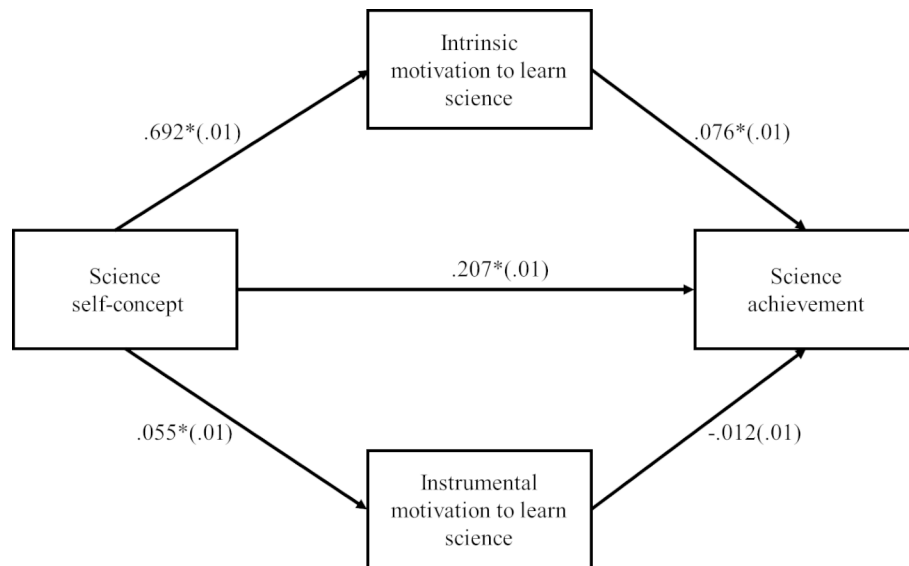 Intrinsic
motivation to learn
science
.692*(.01)
.076*(.01)
Science
self-concept
.207*(.01)
Science
achievement
.055*(.01)
-.012(.01)
Instrumental
motivation to learn
science